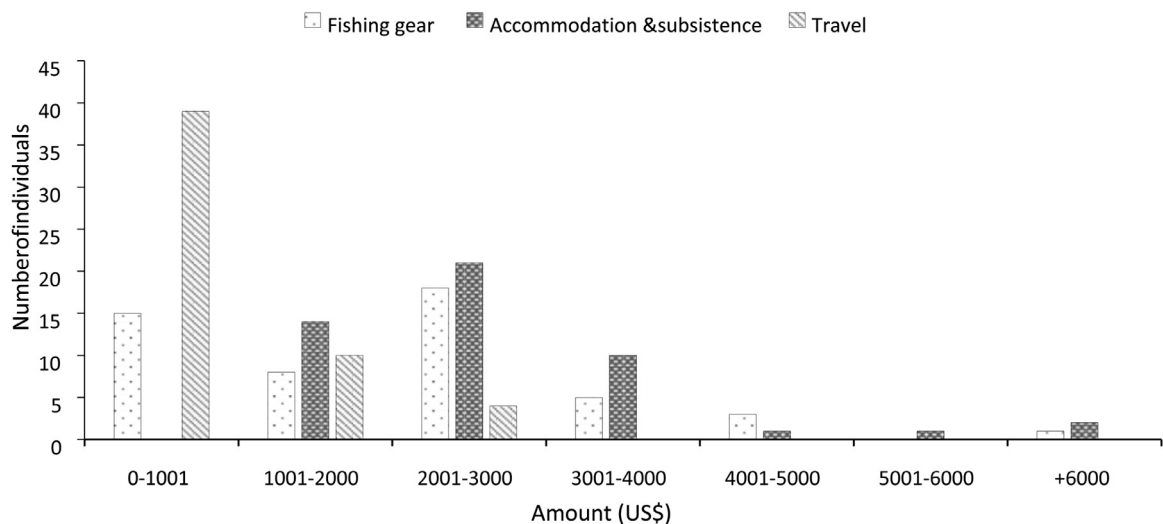 Fishing gear Accommodation &subsistence Travel
45
40
35
30
25
20
15
10
5
0
Numberofindividuals
0-1001 1001-2000 2001-3000 3001-4000 4001-5000 5001-6000 +6000
Amount (US$)